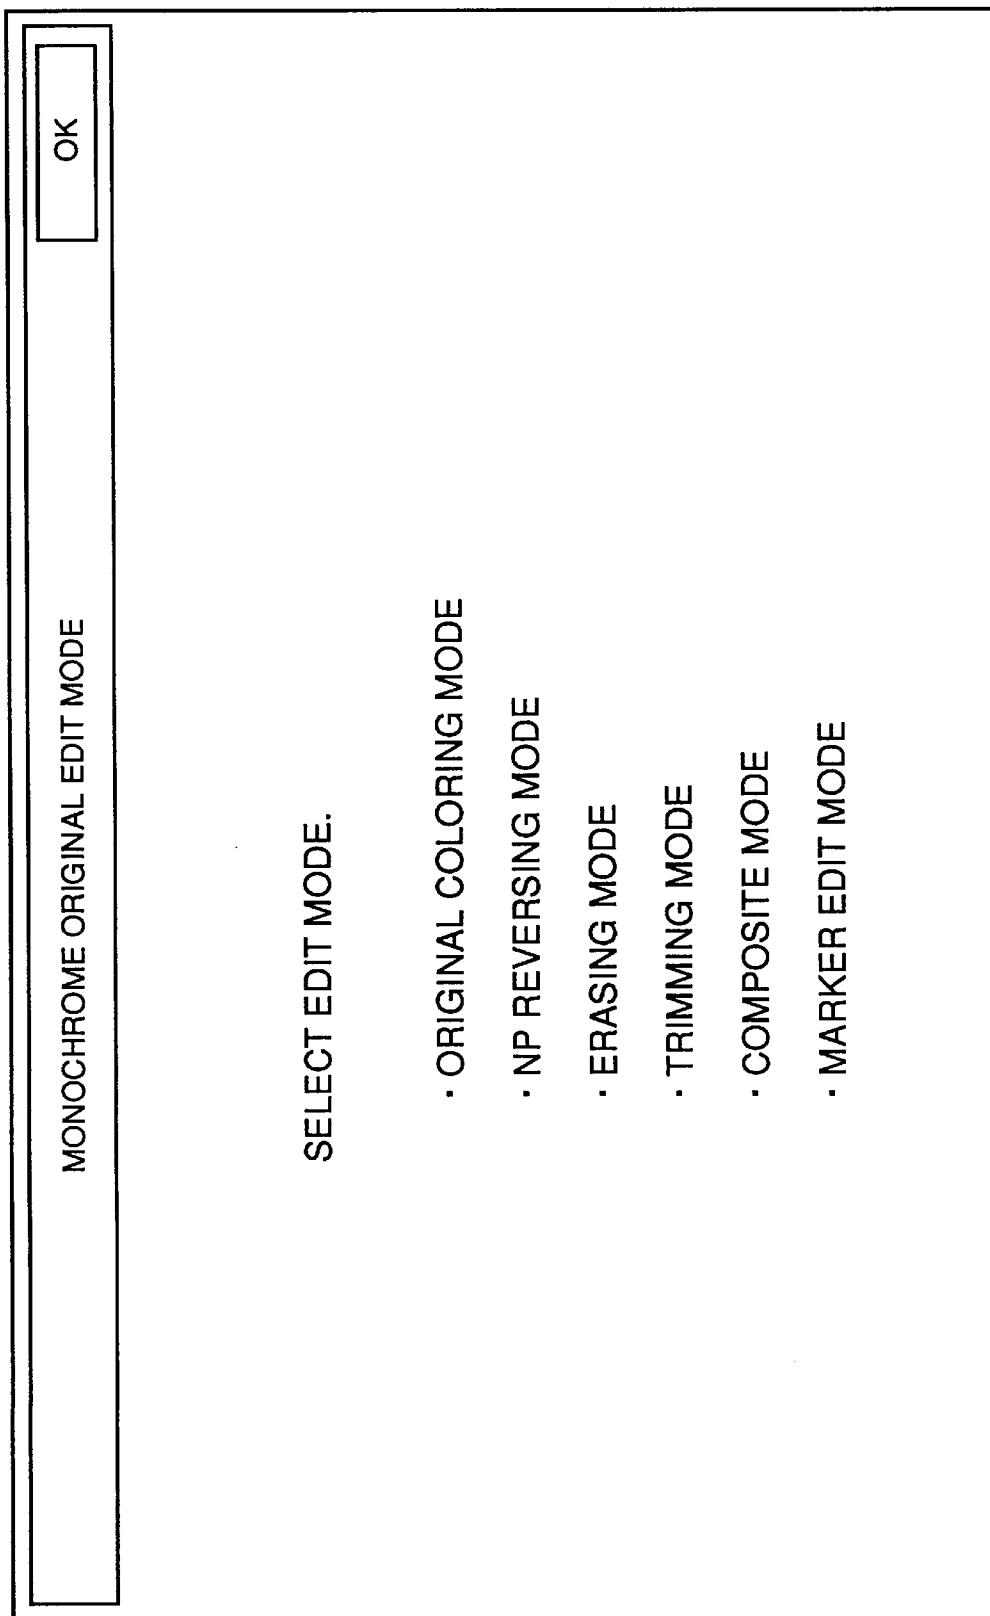 MONOCHROME ORIGINAL EDIT MODE
OK
SELECT EDIT MODE.
· ORIGINAL COLORING MODE
· NP REVERSING MODE
· ERASING MODE
· TRIMMING MODE
· COMPOSITE MODE
· MARKER EDIT MODE